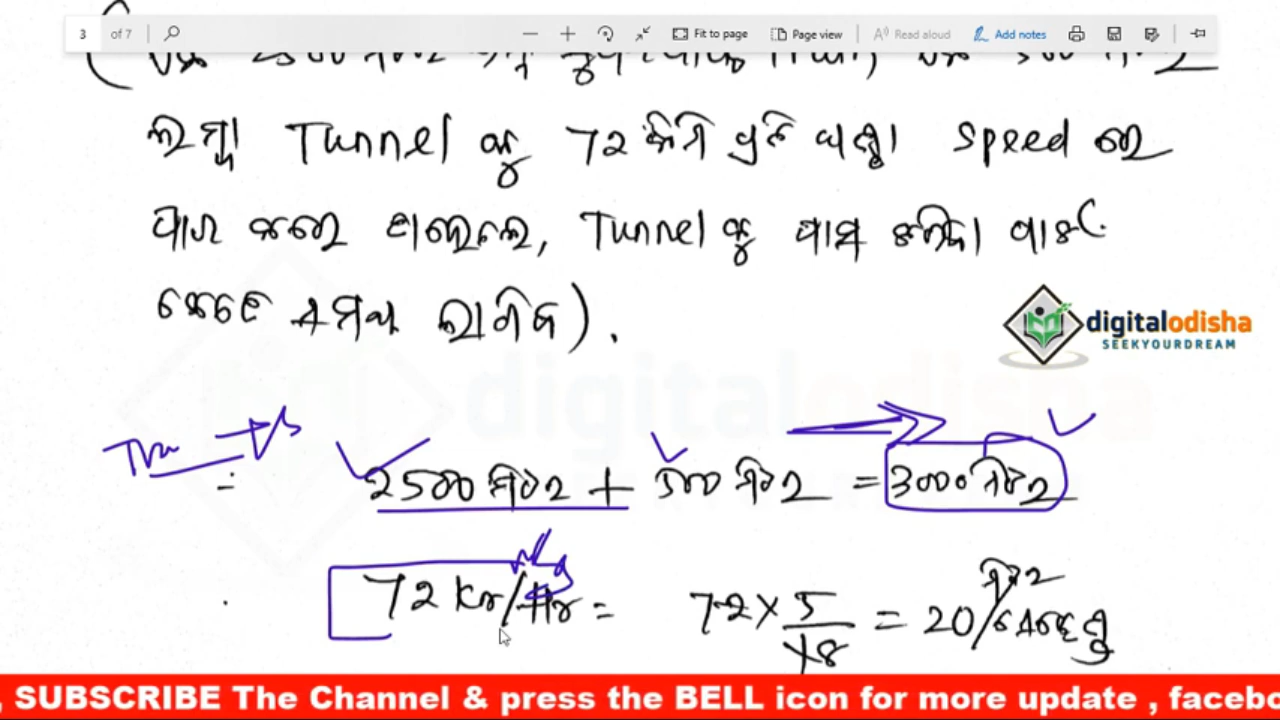 3 of 7 Fit to page Page view Read aloud Add notes
2500
ଲମ୍ବା Tunnel କୁ 72 କିମି ପ୍ରତି ଘଣ୍ଟା Speed ରେ
ପାର କରେ ତାହେଲେ, Tunnel କୁ ପାସ କରିବା ପାଇଁ
କେତେ ସମୟ ଲାଗିବ) .
digitalodisha
SEEKYOURDREAM
= 2500 ମିଟର + 500 ମିଟର = 3000 ମିଟର
72 Km/Hr = 72 × 5/18 = 20 ମିଟର/ସେକେଣ୍ଡ
, SUBSCRIBE The Channel & press the BELL icon for more update , facebo